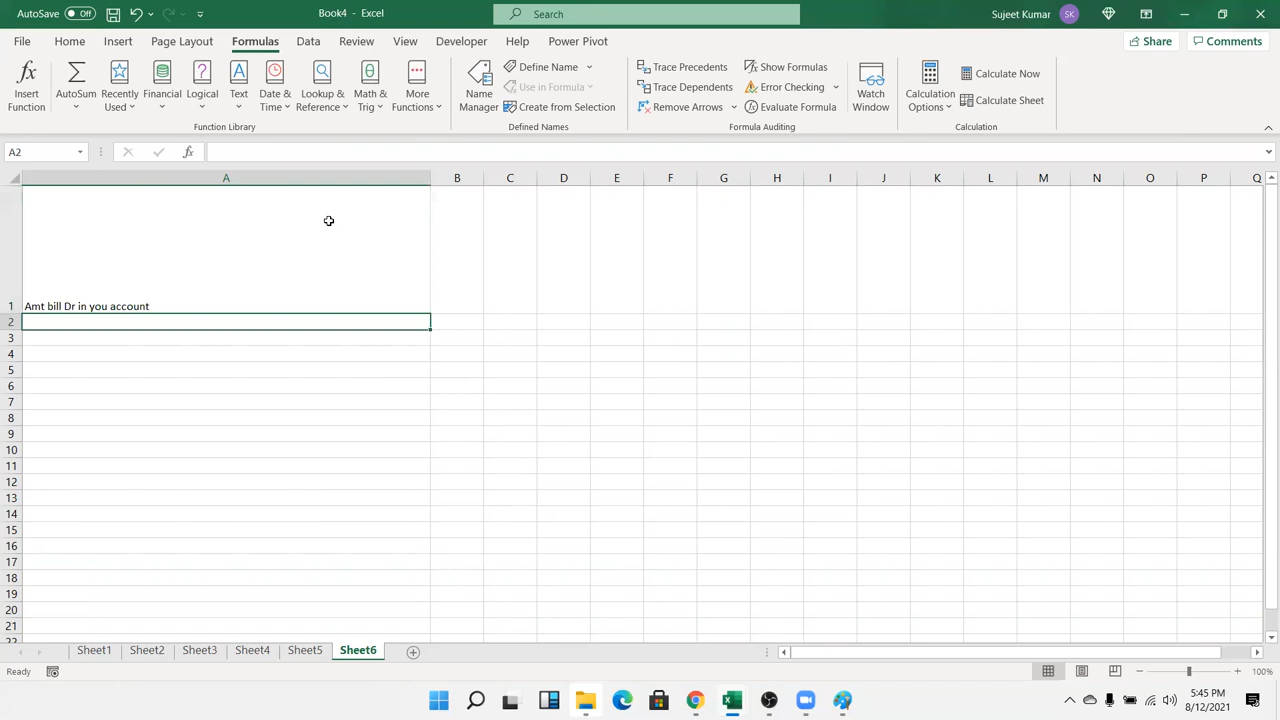 AutoSave Off Book4 - Excel Search Sujeet Kumar SK
File Home Insert Page Layout Formulas Data Review View Developer Help Power Pivot Share Comments
Insert Function
AutoSum
Recently Used
Financial
Logical
Text
Date & Time
Lookup & Reference
Math & Trig
More Functions
Function Library
Name Manager
Define Name
Use in Formula
Create from Selection
Defined Names
Trace Precedents
Trace Dependents
Remove Arrows
Show Formulas
Error Checking
Evaluate Formula
Formula Auditing
Watch Window
Calculation Options
Calculate Now
Calculate Sheet
Calculation
A2 fx
A B C D E F G H I J K L M N O P Q
1 Amt bill Dr in you account
2
3
4
5
6
7
8
9
10
11
12
13
14
15
16
17
18
19
20
21
22
Sheet1 Sheet2 Sheet3 Sheet4 Sheet5 Sheet6
Ready 100%
5:45 PM
8/12/2021